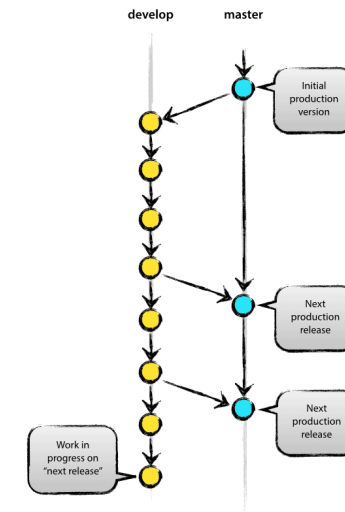 develop
master
Initial
production
version
Next
production
release
Next
production
release
Work in
progress on
"next release"